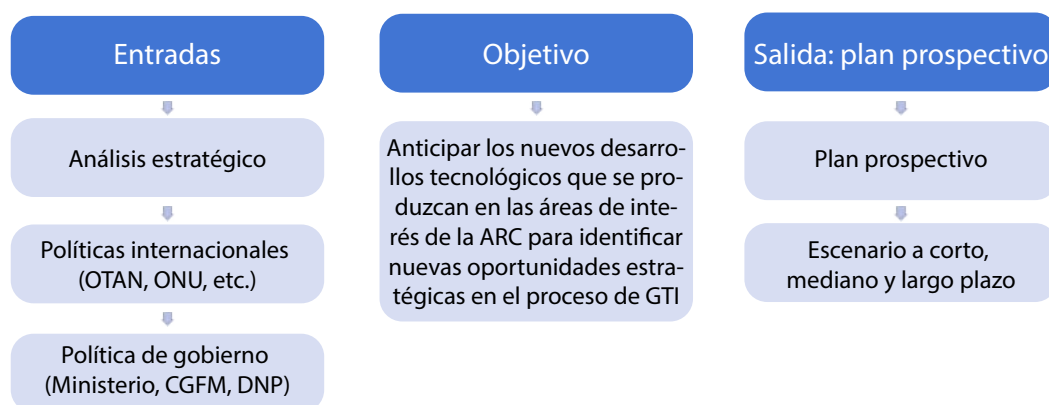 Entradas
Análisis estratégico
Políticas internacionales
(OTAN, ONU, etc.)
Política de gobierno
(Ministerio, CGFM, DNP)
Objetivo
Anticipar los nuevos desarro-
llos tecnológicos que se pro-
duzcan en las áreas de inte-
rés de la ARC para identificar
nuevas oportunidades estra-
tégicas en el proceso de GTI
Salida: plan prospectivo
Plan prospectivo
Escenario a corto,
mediano y largo plazo